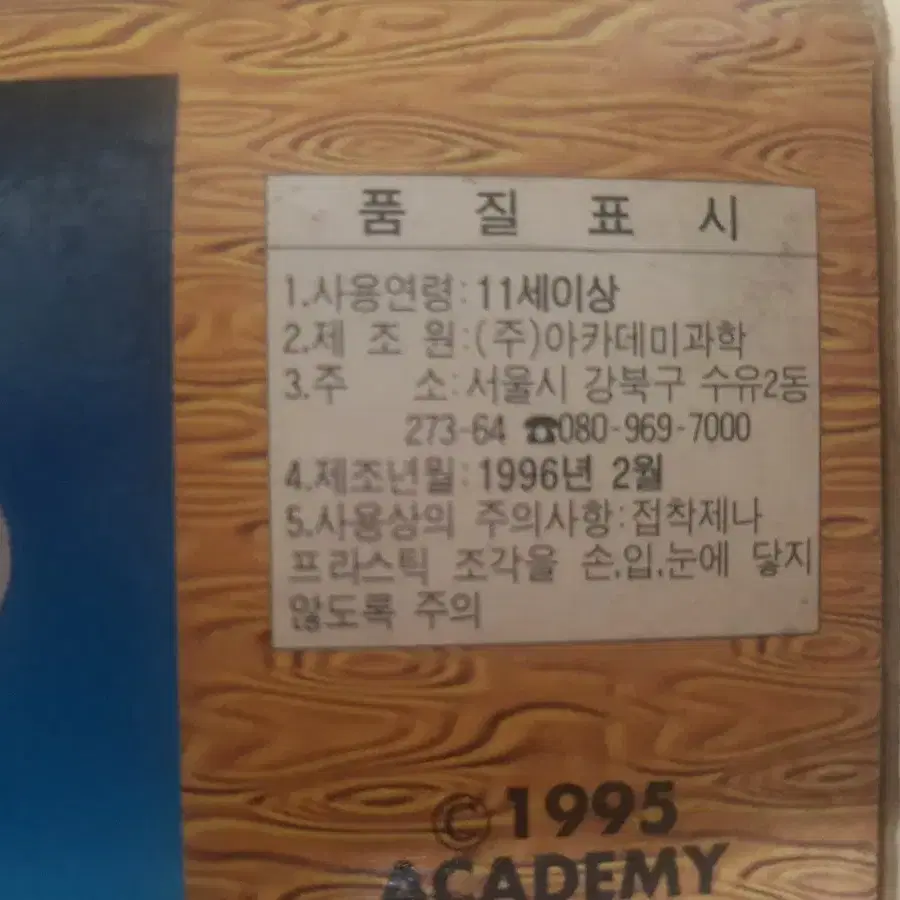 품 질 표 시
1.사용연령:11세이상
2.제 조 원:(주)아카데미과학
3.주 소:서울시 강북구 수유2동
273-64 ☎080-969-7000
4.제조년월:1996년 2월
5.사용상의 주의사항:접착제나
프라스틱 조각을 손,입,눈에 닿지
않도록 주의
©1995
ACADEMY